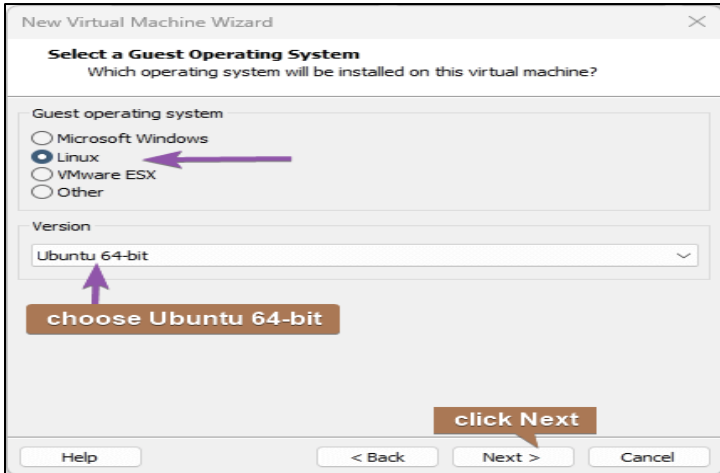 New Virtual Machine Wizard
Select a Guest Operating System
Which operating system will be installed on this virtual machine?
Guest operating system
Microsoft Windows
Linux
VMware ESX
Other
Version
Ubuntu 64-bit
choose Ubuntu 64-bit
click Next
Help
< Back
Next >
Cancel